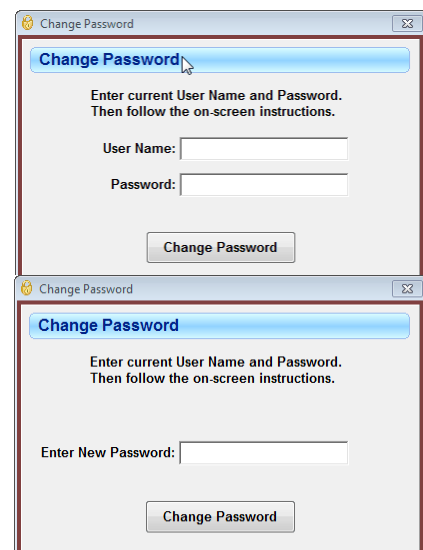 Change Password
Change Password
Enter current User Name and Password.
Then follow the on-screen instructions.
User Name:
Password:
Change Password
Change Password
Change Password
Enter current User Name and Password.
Then follow the on-screen instructions.
Enter New Password:
Change Password